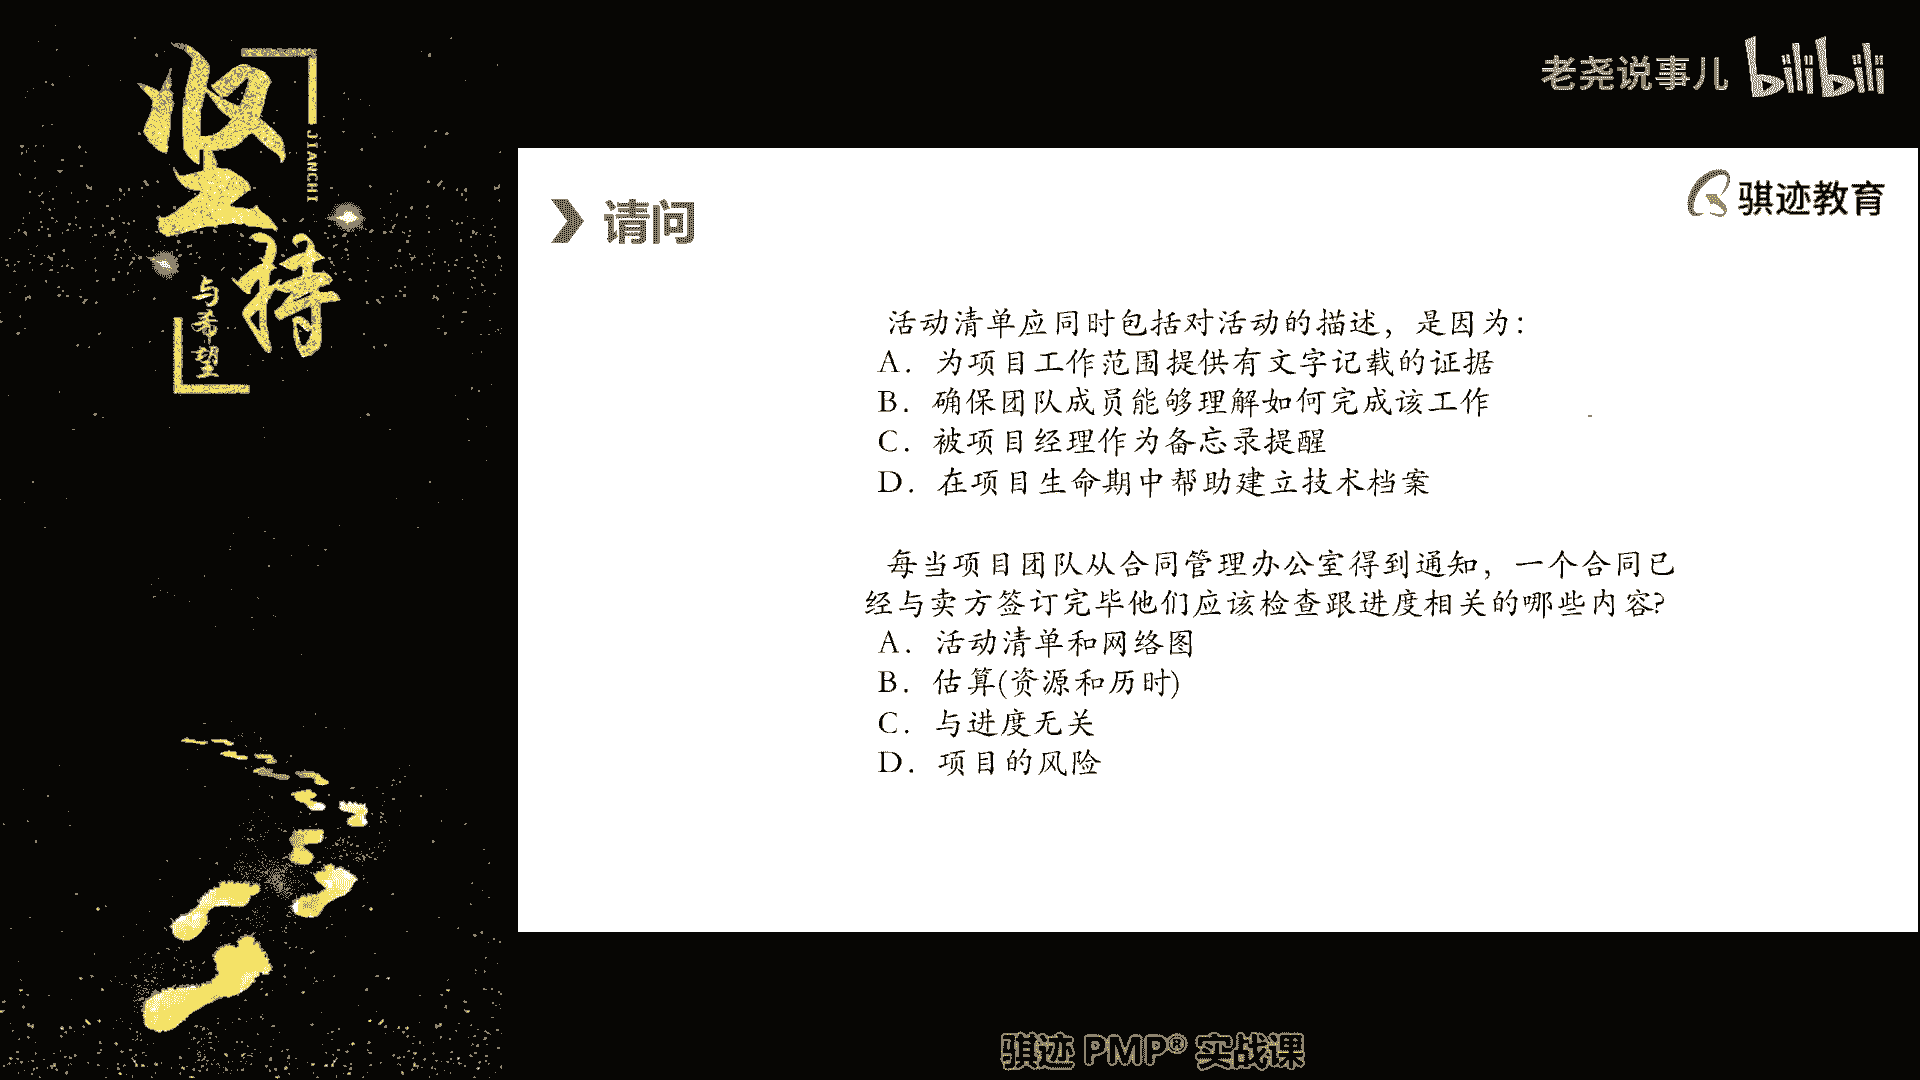 坚持
JIANCHI
与希望
老尧说事儿 bilibili
骐迹教育
请问
活动清单应同时包括对活动的描述，是因为：
A．为项目工作范围提供有文字记载的证据
B．确保团队成员能够理解如何完成该工作
C．被项目经理作为备忘录提醒
D．在项目生命期中帮助建立技术档案
每当项目团队从合同管理办公室得到通知，一个合同已
经与卖方签订完毕他们应该检查跟进度相关的哪些内容?
A．活动清单和网络图
B．估算(资源和历时)
C．与进度无关
D．项目的风险
骐迹 PMP® 实战课